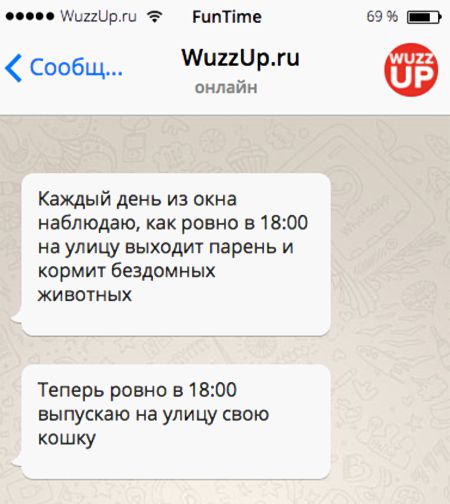 WuzzUp.ru FunTime 69 %
Сообщ... WuzzUp.ru WUZZ
онлайн UP
Каждый день из окна
наблюдаю, как ровно в 18:00
на улицу выходит парень и
кормит бездомных
животных
Теперь ровно в 18:00
выпускаю на улицу свою
кошку